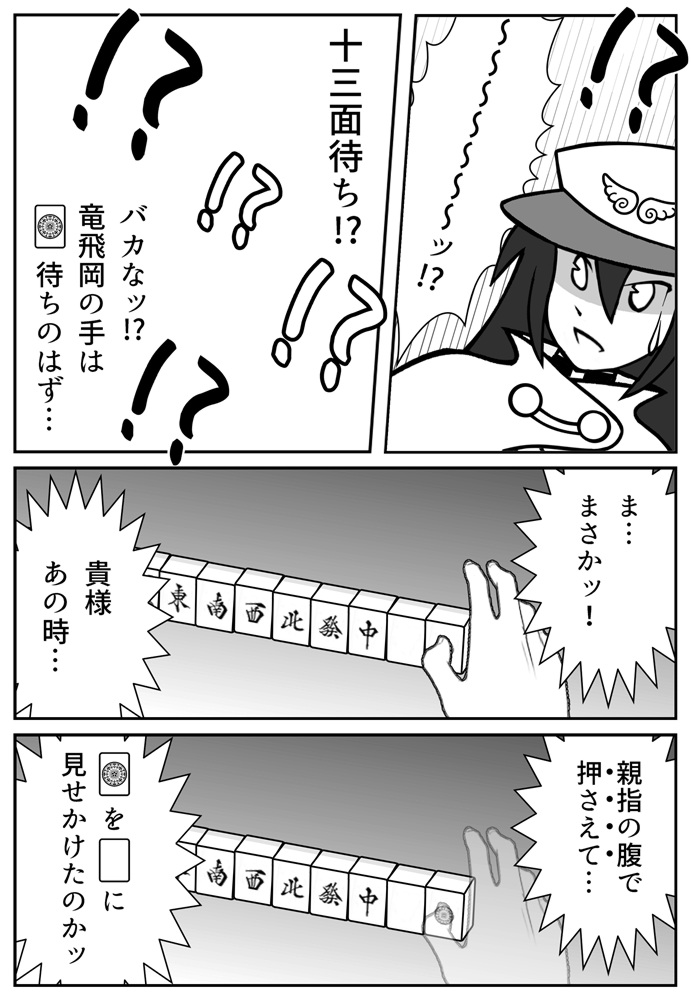 〜〜〜〜〜〜〜ッ!?
!?
!?
十三面待ち!?
バカなッ!?
竜飛岡の手は
🀙待ちのはず…
!?
!?
!?
!?
ま…
まさかッ!
貴様
あの時…
東南西北發中
親指の腹で
押さえて…
🀙を🀆に
見せかけたのかッ
南西北發中